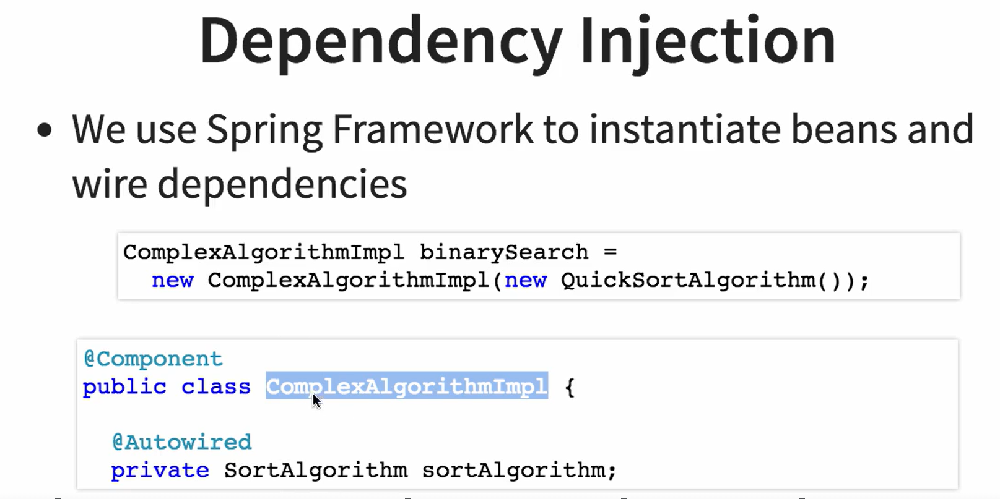 Dependency Injection
• We use Spring Framework to instantiate beans and
wire dependencies
ComplexAlgorithmImpl binarySearch =
new ComplexAlgorithmImpl(new QuickSortAlgorithm());
@Component
public class ComplexAlgorithmImpl {
@Autowired
private SortAlgorithm sortAlgorithm;